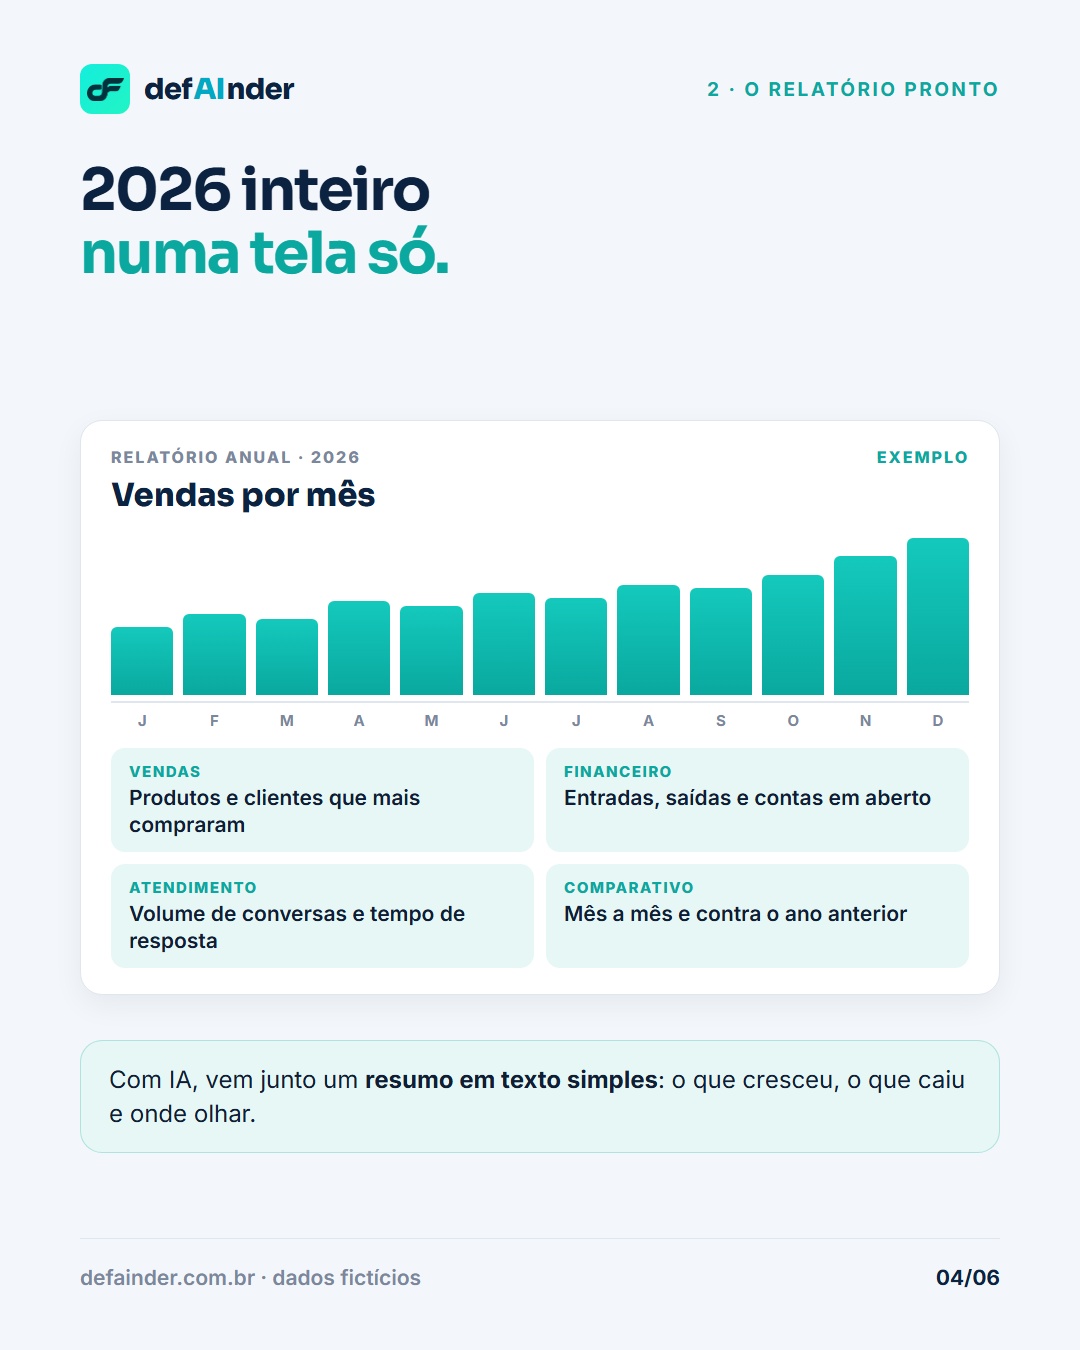 defAInder
2 · O RELATÓRIO PRONTO
2026 inteiro
numa tela só.
RELATÓRIO ANUAL · 2026
EXEMPLO
Vendas por mês
J F M A M J J A S O N D
VENDAS
Produtos e clientes que mais
compraram
FINANCEIRO
Entradas, saídas e contas em aberto
ATENDIMENTO
Volume de conversas e tempo de
resposta
COMPARATIVO
Mês a mês e contra o ano anterior
Com IA, vem junto um resumo em texto simples: o que cresceu, o que caiu
e onde olhar.
defainder.com.br · dados fictícios
04/06